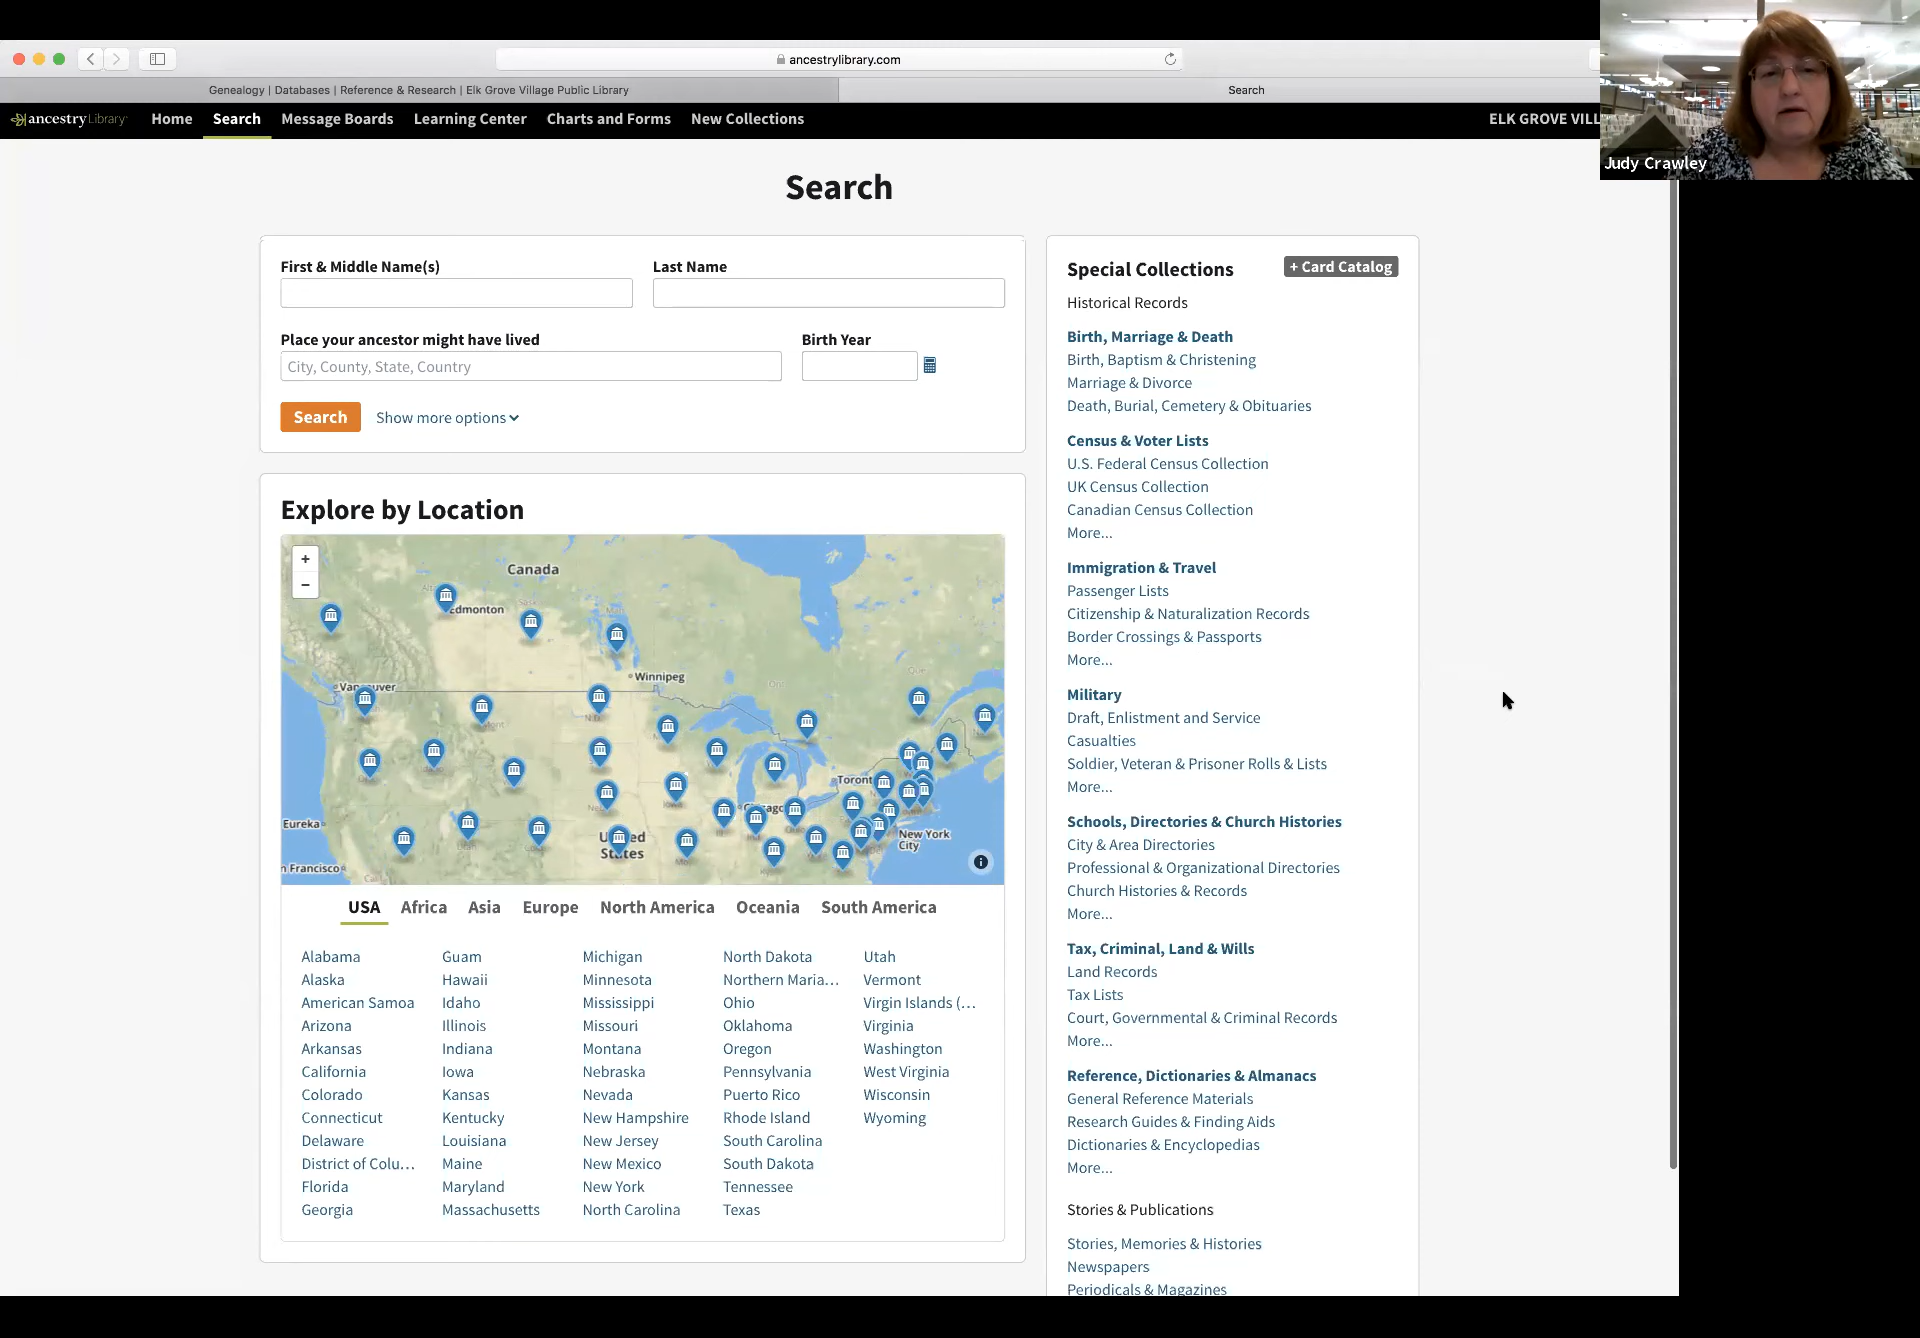 ancestrylibrary.com
Genealogy | Databases | Reference & Research | Elk Grove Village Public Library
Search
ancestryLibrary
Home
Search
Message Boards
Learning Center
Charts and Forms
New Collections
ELK GROVE VILL
Judy Crawley
Search
First & Middle Name(s)
Last Name
Place your ancestor might have lived
Birth Year
City, County, State, Country
Search
Show more options
Explore by Location
+
−
Canada
Edmonton
Winnipeg
Vancouver
Toront
Chicago
Eureka
United
States
New York
City
n Francisco
USA
Africa
Asia
Europe
North America
Oceania
South America
Alabama
Alaska
American Samoa
Arizona
Arkansas
California
Colorado
Connecticut
Delaware
District of Colu...
Florida
Georgia
Guam
Hawaii
Idaho
Illinois
Indiana
Iowa
Kansas
Kentucky
Louisiana
Maine
Maryland
Massachusetts
Michigan
Minnesota
Mississippi
Missouri
Montana
Nebraska
Nevada
New Hampshire
New Jersey
New Mexico
New York
North Carolina
North Dakota
Northern Maria...
Ohio
Oklahoma
Oregon
Pennsylvania
Puerto Rico
Rhode Island
South Carolina
South Dakota
Tennessee
Texas
Utah
Vermont
Virgin Islands (...
Virginia
Washington
West Virginia
Wisconsin
Wyoming
Special Collections
+ Card Catalog
Historical Records
Birth, Marriage & Death
Birth, Baptism & Christening
Marriage & Divorce
Death, Burial, Cemetery & Obituaries
Census & Voter Lists
U.S. Federal Census Collection
UK Census Collection
Canadian Census Collection
More...
Immigration & Travel
Passenger Lists
Citizenship & Naturalization Records
Border Crossings & Passports
More...
Military
Draft, Enlistment and Service
Casualties
Soldier, Veteran & Prisoner Rolls & Lists
More...
Schools, Directories & Church Histories
City & Area Directories
Professional & Organizational Directories
Church Histories & Records
More...
Tax, Criminal, Land & Wills
Land Records
Tax Lists
Court, Governmental & Criminal Records
More...
Reference, Dictionaries & Almanacs
General Reference Materials
Research Guides & Finding Aids
Dictionaries & Encyclopedias
More...
Stories & Publications
Stories, Memories & Histories
Newspapers
Periodicals & Magazines